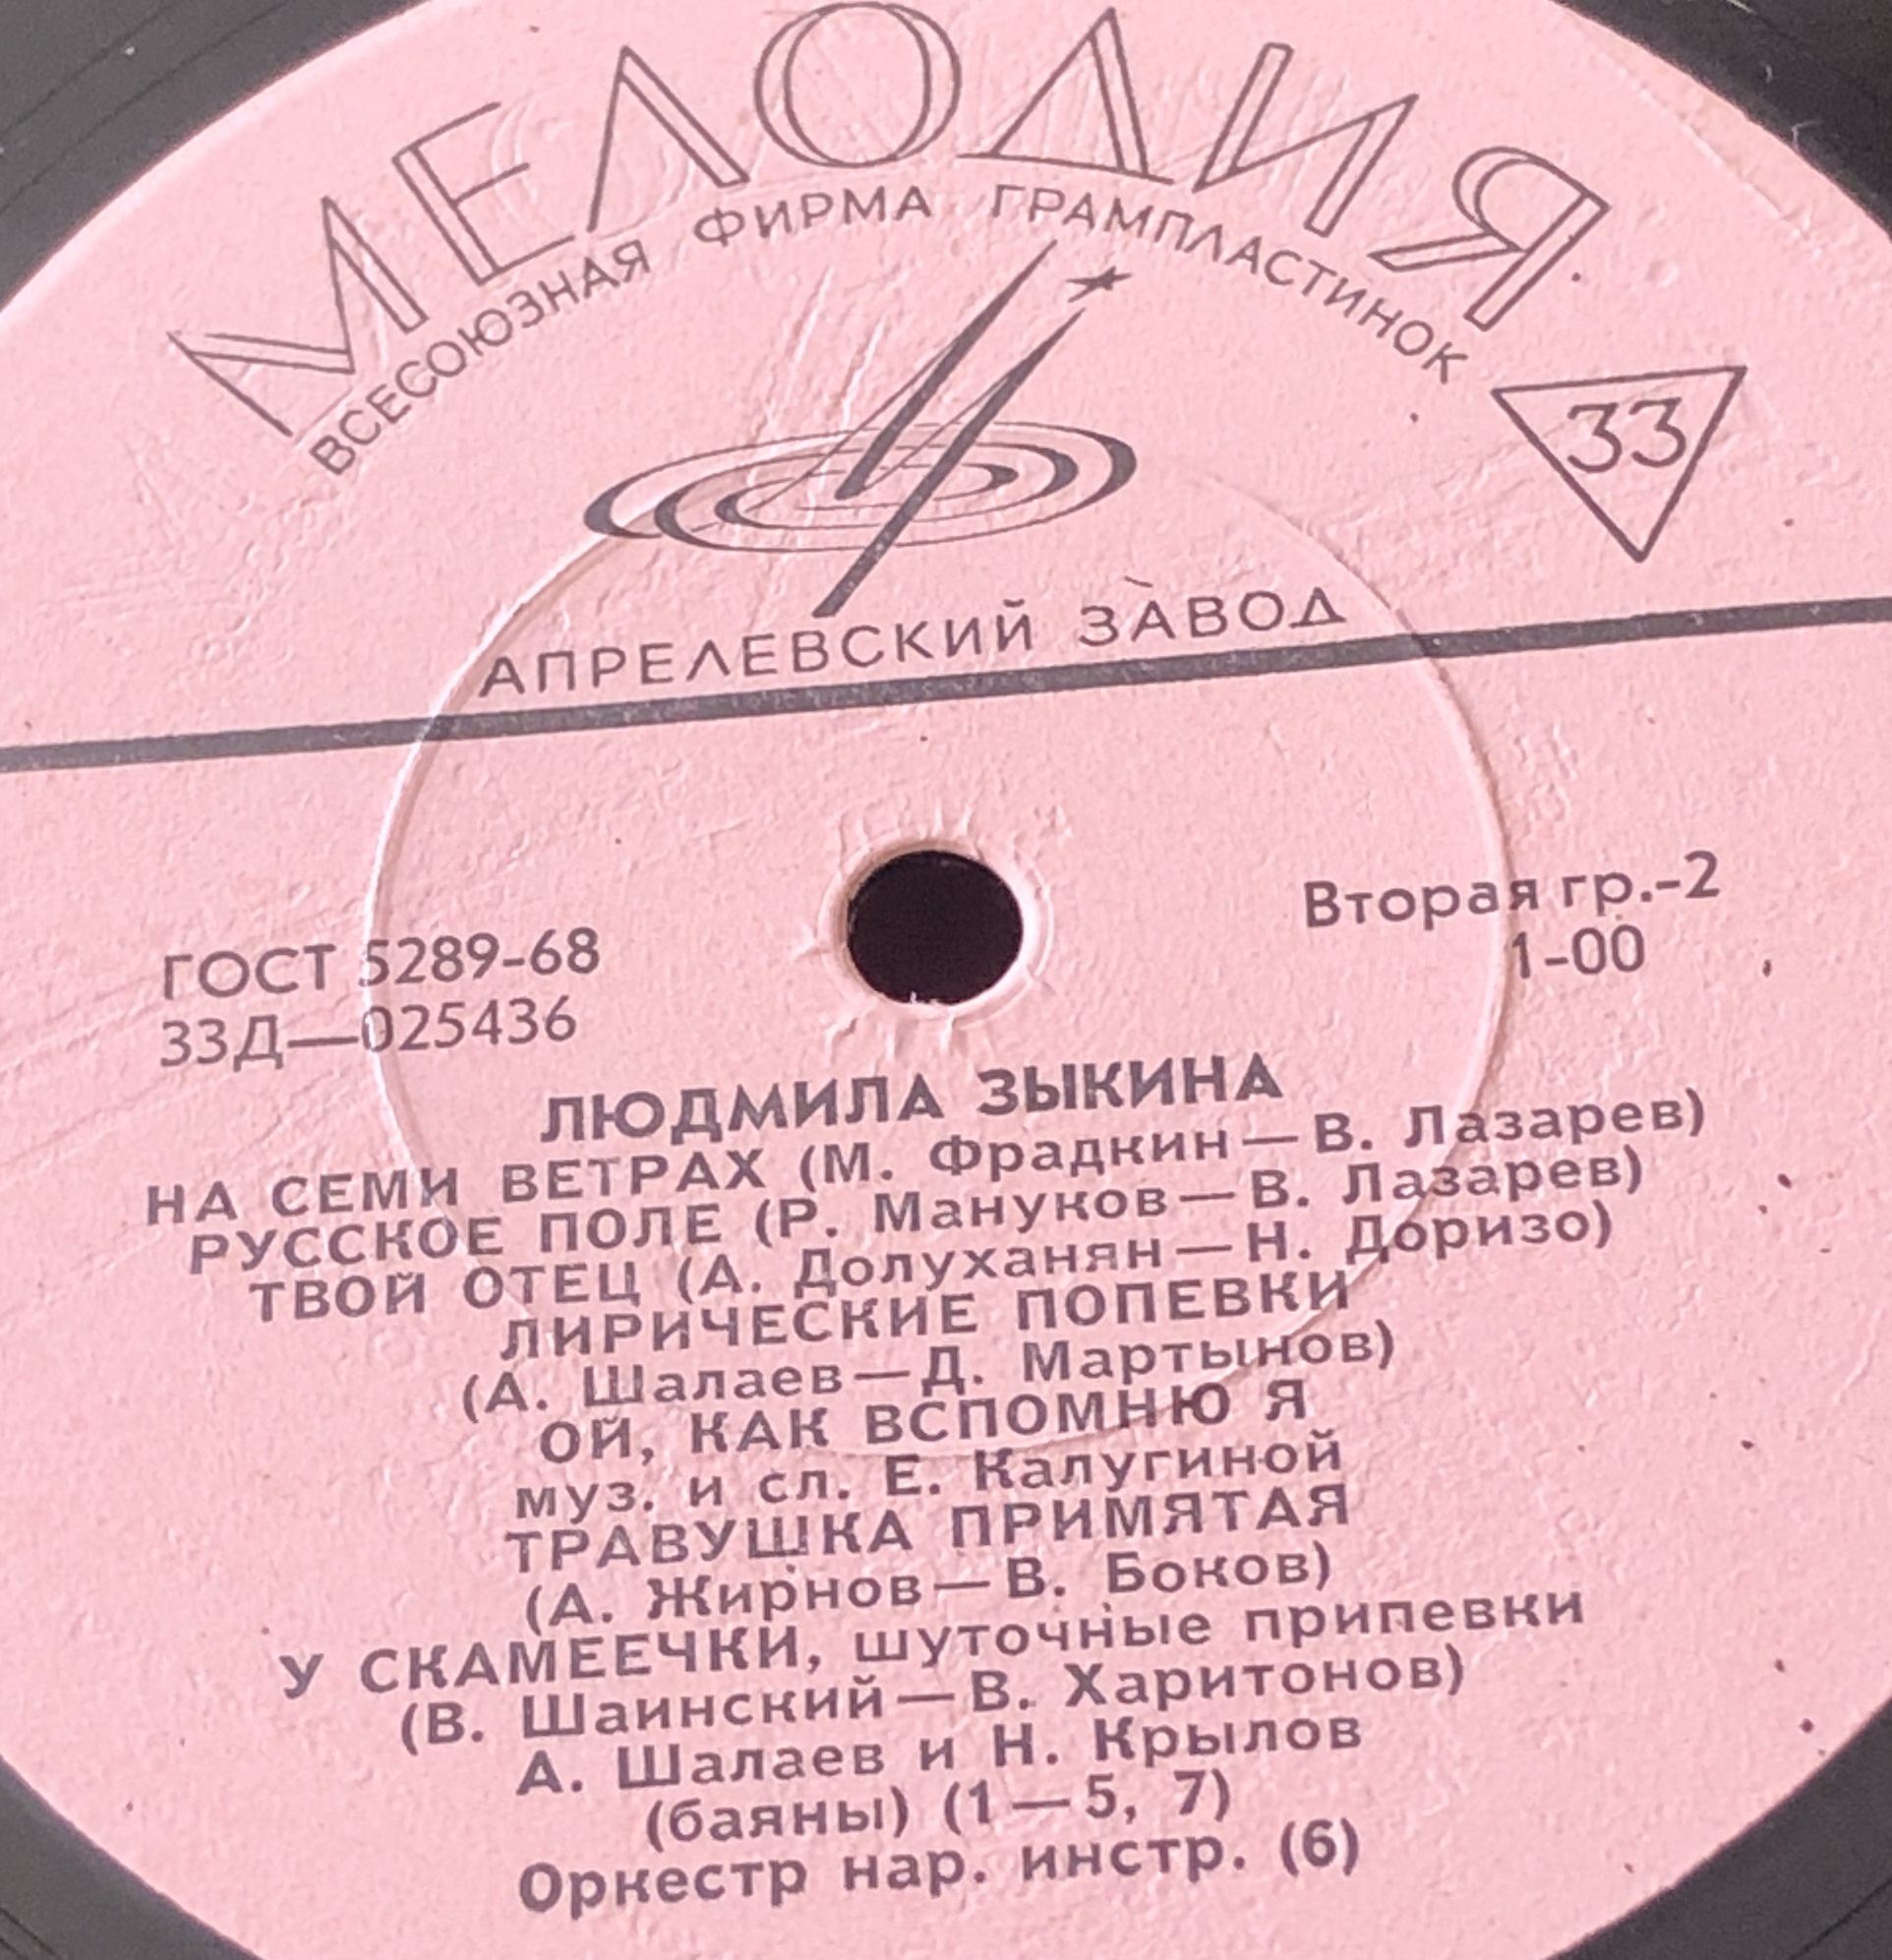 МЕЛОДИЯ
ВСЕСОЮЗНАЯ ФИРМА ГРАМПЛАСТИНОК
33
АПРЕЛЕВСКИЙ ЗАВОД
Вторая гр.-2
ГОСТ 5289-68
1-00
33Д—025436
ЛЮДМИЛА ЗЫКИНА
НА СЕМИ ВЕТРАХ (М. Фрадкин—В. Лазарев)
РУССКОЕ ПОЛЕ (Р. Мануков—В. Лазарев)
ТВОЙ ОТЕЦ (А. Долуханян—Н. Доризо)
ЛИРИЧЕСКИЕ ПОПЕВКИ
(А. Шалаев—Д. Мартынов)
ОЙ, КАК ВСПОМНЮ Я
муз. и сл. Е. Калугиной
ТРАВУШКА ПРИМЯТАЯ
(А. Жирнов—В. Боков)
У СКАМЕЕЧКИ, шуточные припевки
(В. Шаинский—В. Харитонов)
А. Шалаев и Н. Крылов
(баяны) (1—5, 7)
Оркестр нар. инстр. (6)